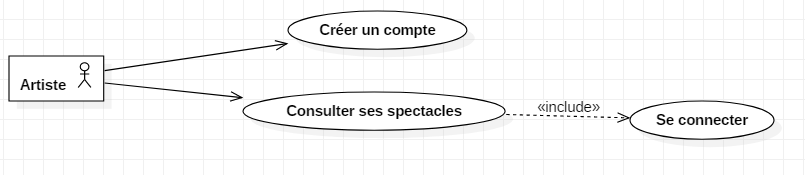 Créer un compte
Artiste
Consulter ses spectacles
«include»
Se connecter